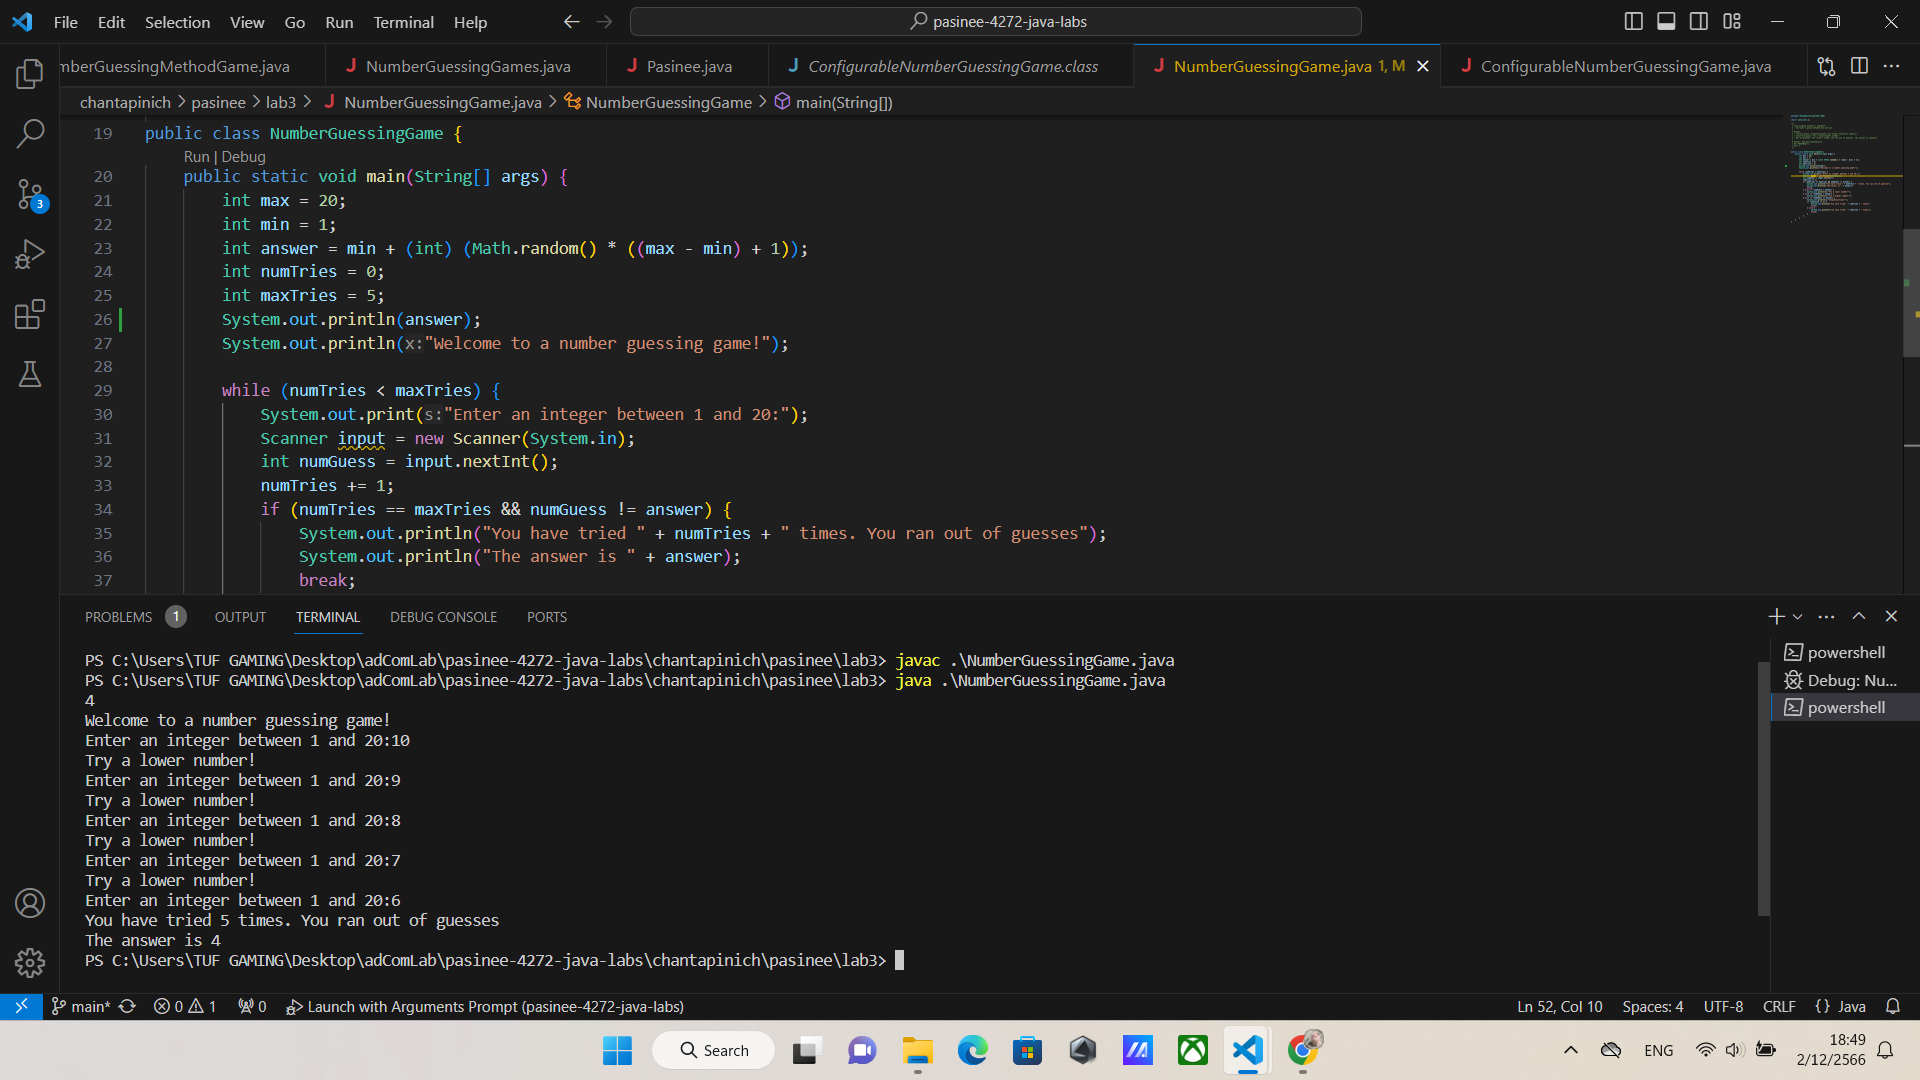 File Edit Selection View Go Run Terminal Help
pasinee-4272-java-labs
mberGuessingMethodGame.java
NumberGuessingGames.java
Pasinee.java
ConfigurableNumberGuessingGame.class
NumberGuessingGame.java 1, M
ConfigurableNumberGuessingGame.java
chantapinich > pasinee > lab3 > NumberGuessingGame.java > NumberGuessingGame > main(String[])
19 public class NumberGuessingGame {
Run | Debug
20 public static void main(String[] args) {
21 int max = 20;
22 int min = 1;
23 int answer = min + (int) (Math.random() * ((max - min) + 1));
24 int numTries = 0;
25 int maxTries = 5;
26 System.out.println(answer);
27 System.out.println(x:"Welcome to a number guessing game!");
28
29 while (numTries < maxTries) {
30 System.out.print(s:"Enter an integer between 1 and 20:");
31 Scanner input = new Scanner(System.in);
32 int numGuess = input.nextInt();
33 numTries += 1;
34 if (numTries == maxTries && numGuess != answer) {
35 System.out.println("You have tried " + numTries + " times. You ran out of guesses");
36 System.out.println("The answer is " + answer);
37 break;
3
PROBLEMS 1 OUTPUT TERMINAL DEBUG CONSOLE PORTS
PS C:\Users\TUF GAMING\Desktop\adComLab\pasinee-4272-java-labs\chantapinich\pasinee\lab3> javac .\NumberGuessingGame.java
PS C:\Users\TUF GAMING\Desktop\adComLab\pasinee-4272-java-labs\chantapinich\pasinee\lab3> java .\NumberGuessingGame.java
4
Welcome to a number guessing game!
Enter an integer between 1 and 20:10
Try a lower number!
Enter an integer between 1 and 20:9
Try a lower number!
Enter an integer between 1 and 20:8
Try a lower number!
Enter an integer between 1 and 20:7
Try a lower number!
Enter an integer between 1 and 20:6
You have tried 5 times. You ran out of guesses
The answer is 4
PS C:\Users\TUF GAMING\Desktop\adComLab\pasinee-4272-java-labs\chantapinich\pasinee\lab3>
powershell
Debug: Nu...
powershell
main* 0 1 0 Launch with Arguments Prompt (pasinee-4272-java-labs)
Ln 52, Col 10 Spaces: 4 UTF-8 CRLF {} Java
Search
ENG
18:49
2/12/2566